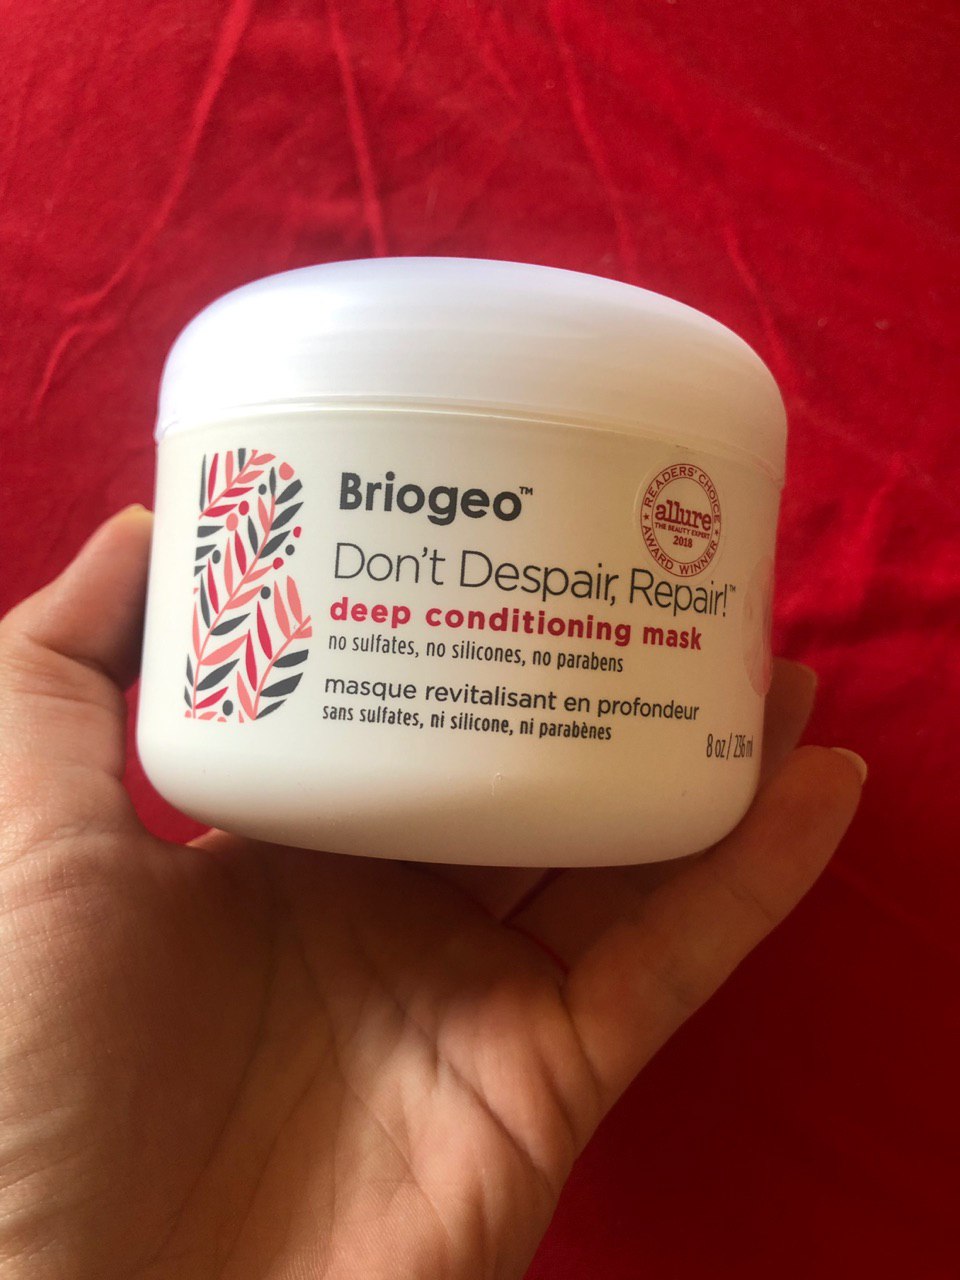 Briogeo™
Don't Despair, Repair!™
deep conditioning mask
no sulfates, no silicones, no parabens
masque revitalisant en profondeur
sans sulfates, ni silicone, ni parabènes
8 oz / 236 ml
READERS' CHOICE
allure
THE BEAUTY EXPERT
2018
AWARD WINNER